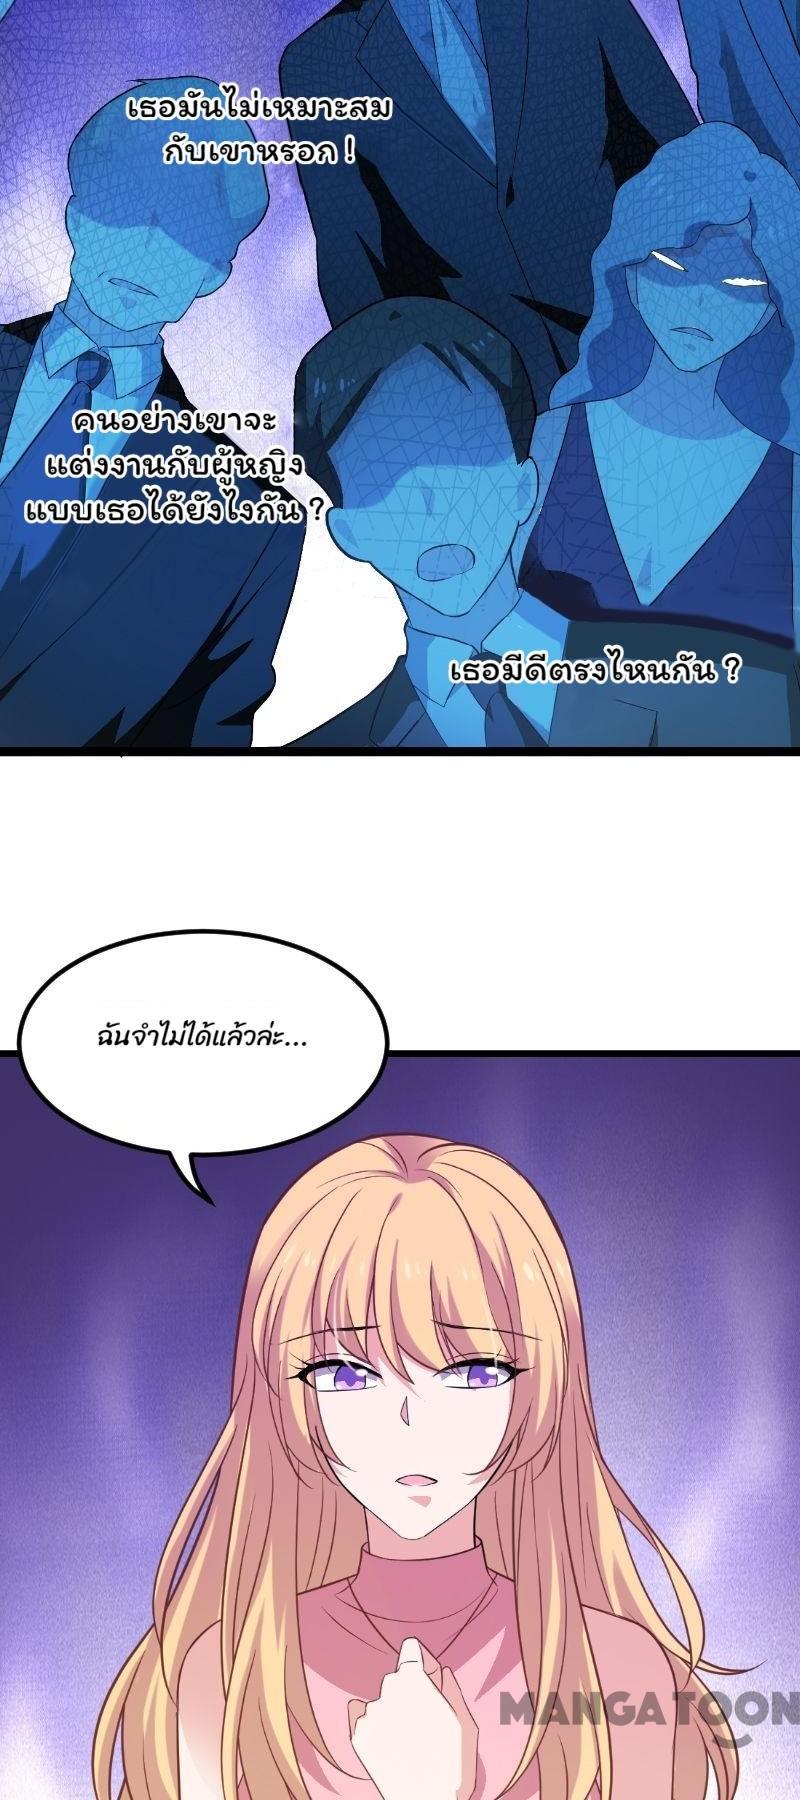 เธอมันไม่เหมาะสม
กับเขาหรอก !
คนอย่างเขาจะ
แต่งงานกับผู้หญิง
แบบเธอได้ยังไงกัน ?
เธอมีดีตรงไหนกัน ?
ฉันจำไม่ได้แล้วล่ะ...
MANGATOON